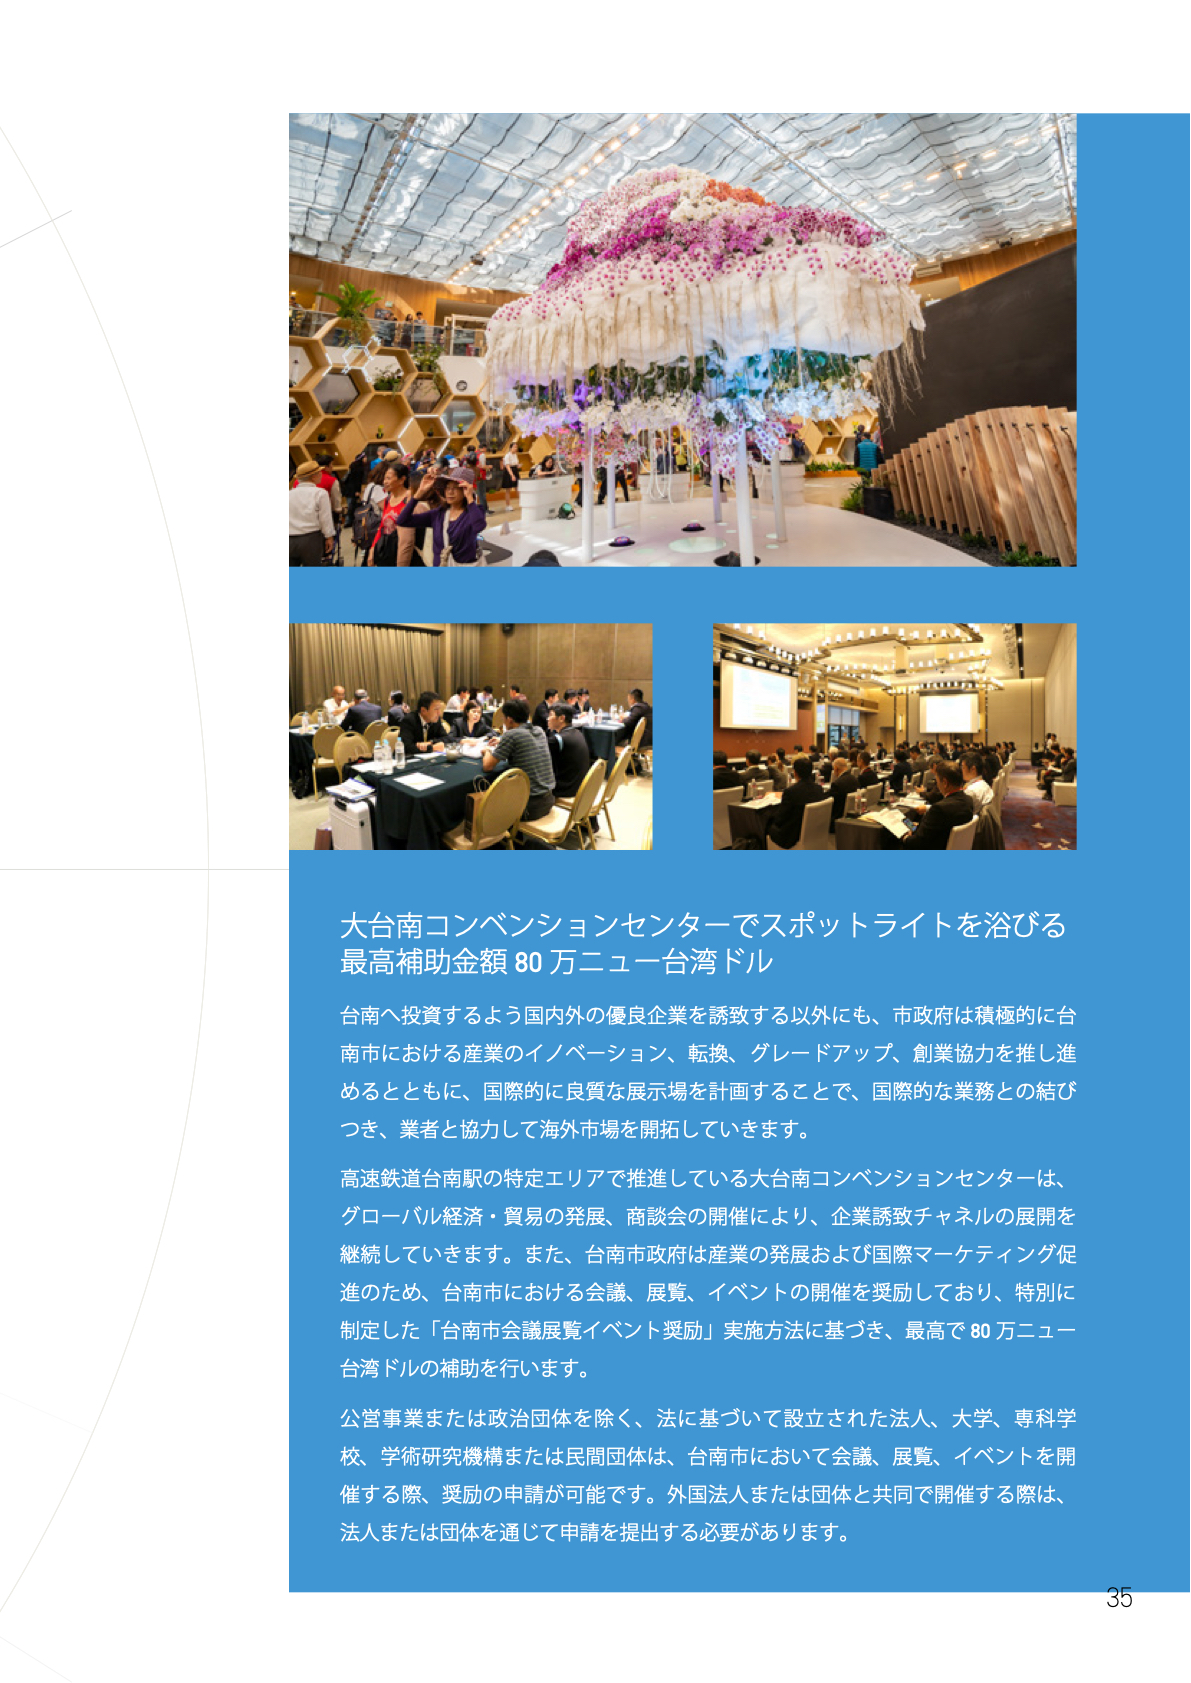 大台南コンベンションセンターでスポットライトを浴びる
最高補助金額 80 万ニュー台湾ドル
台南へ投資するよう国内外の優良企業を誘致する以外にも、市政府は積極的に台
南市における産業のイノベーション、転換、グレードアップ、創業協力を推し進
めるとともに、国際的に良質な展示場を計画することで、国際的な業務との結び
つき、業者と協力して海外市場を開拓していきます。
高速鉄道台南駅の特定エリアで推進している大台南コンベンションセンターは、
グローバル経済・貿易の発展、商談会の開催により、企業誘致チャネルの展開を
継続していきます。また、台南市政府は産業の発展および国際マーケティング促
進のため、台南市における会議、展覧、イベントの開催を奨励しており、特別に
制定した「台南市会議展覧イベント奨励」実施方法に基づき、最高で 80 万ニュー
台湾ドルの補助を行います。
公営事業または政治団体を除く、法に基づいて設立された法人、大学、専科学
校、学術研究機構または民間団体は、台南市において会議、展覧、イベントを開
催する際、奨励の申請が可能です。外国法人または団体と共同で開催する際は、
法人または団体を通じて申請を提出する必要があります。
35